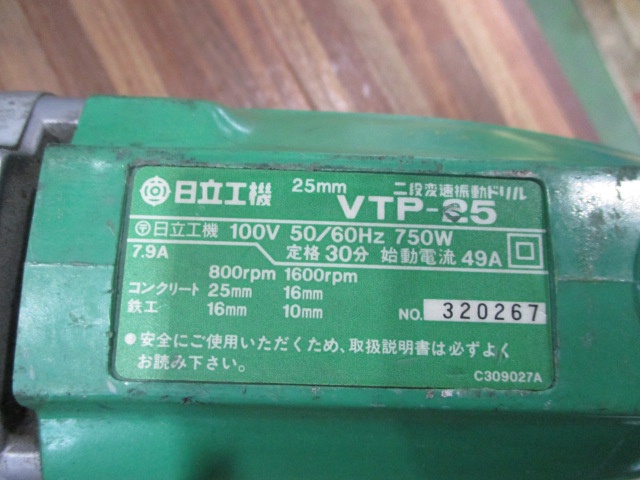 日立工機 25mm 二段変速振動ドリル
VTP-25
〒日立工機 100V 50/60Hz 750W
7.9A 定格 30分 始動電流 49A
800rpm 1600rpm
コンクリート 25mm 16mm
鉄工 16mm 10mm
NO. 320267
●安全にご使用いただくため、取扱説明書は必ずよく
お読み下さい。
C309027A